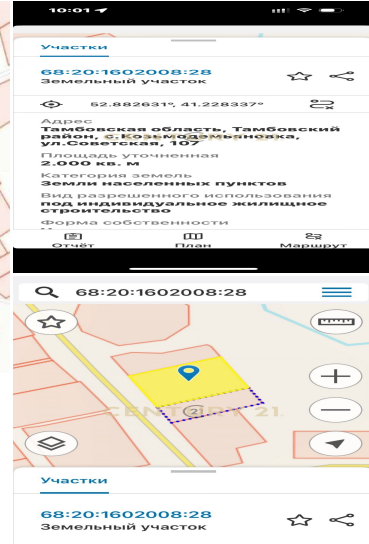 10:01
Участки
68:20:1602008:28
Земельный участок
52.882631°, 41.228337°
Адрес
Тамбовская область, Тамбовский
район, с.Козьмодемьяновка,
ул.Советская, 107
Площадь уточненная
2.000 кв. м
Категория земель
Земли населенных пунктов
Вид разрешенного использования
под индивидуальное жилищное
строительство
Форма собственности
Отчёт План Маршрут
68:20:1602008:28
2
CENTURY 21
Участки
68:20:1602008:28
Земельный участок